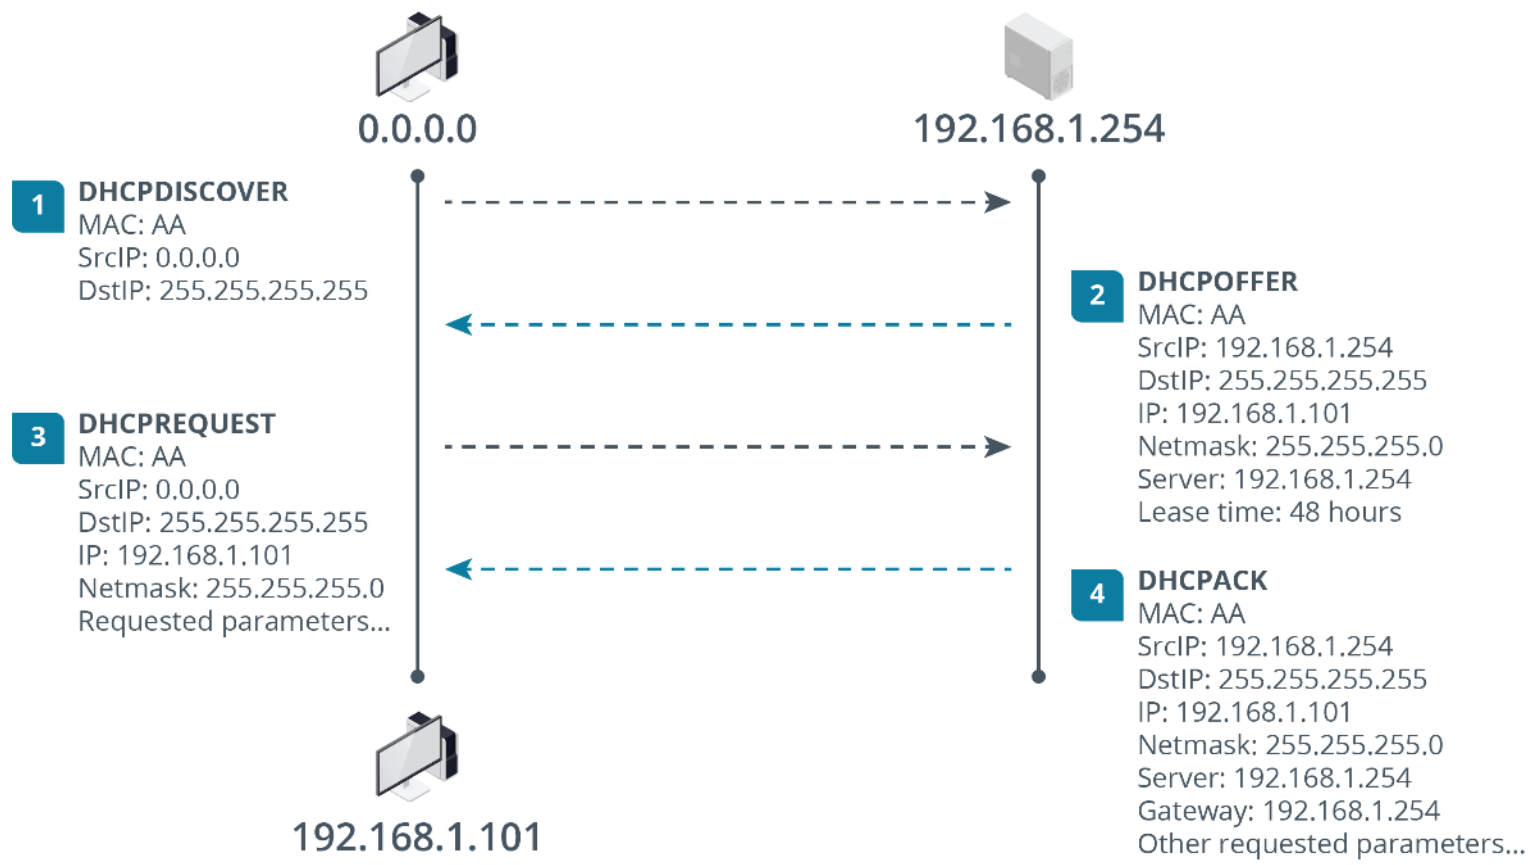 0.0.0.0
192.168.1.254
1
DHCPDISCOVER
MAC: AA
SrcIP: 0.0.0.0
DstIP: 255.255.255.255
2
DHCPOFFER
MAC: AA
SrcIP: 192.168.1.254
DstIP: 255.255.255.255
IP: 192.168.1.101
Netmask: 255.255.255.0
Server: 192.168.1.254
Lease time: 48 hours
3
DHCPREQUEST
MAC: AA
SrcIP: 0.0.0.0
DstIP: 255.255.255.255
IP: 192.168.1.101
Netmask: 255.255.255.0
Requested parameters...
4
DHCPACK
MAC: AA
SrcIP: 192.168.1.254
DstIP: 255.255.255.255
IP: 192.168.1.101
Netmask: 255.255.255.0
Server: 192.168.1.254
Gateway: 192.168.1.254
Other requested parameters...
192.168.1.101